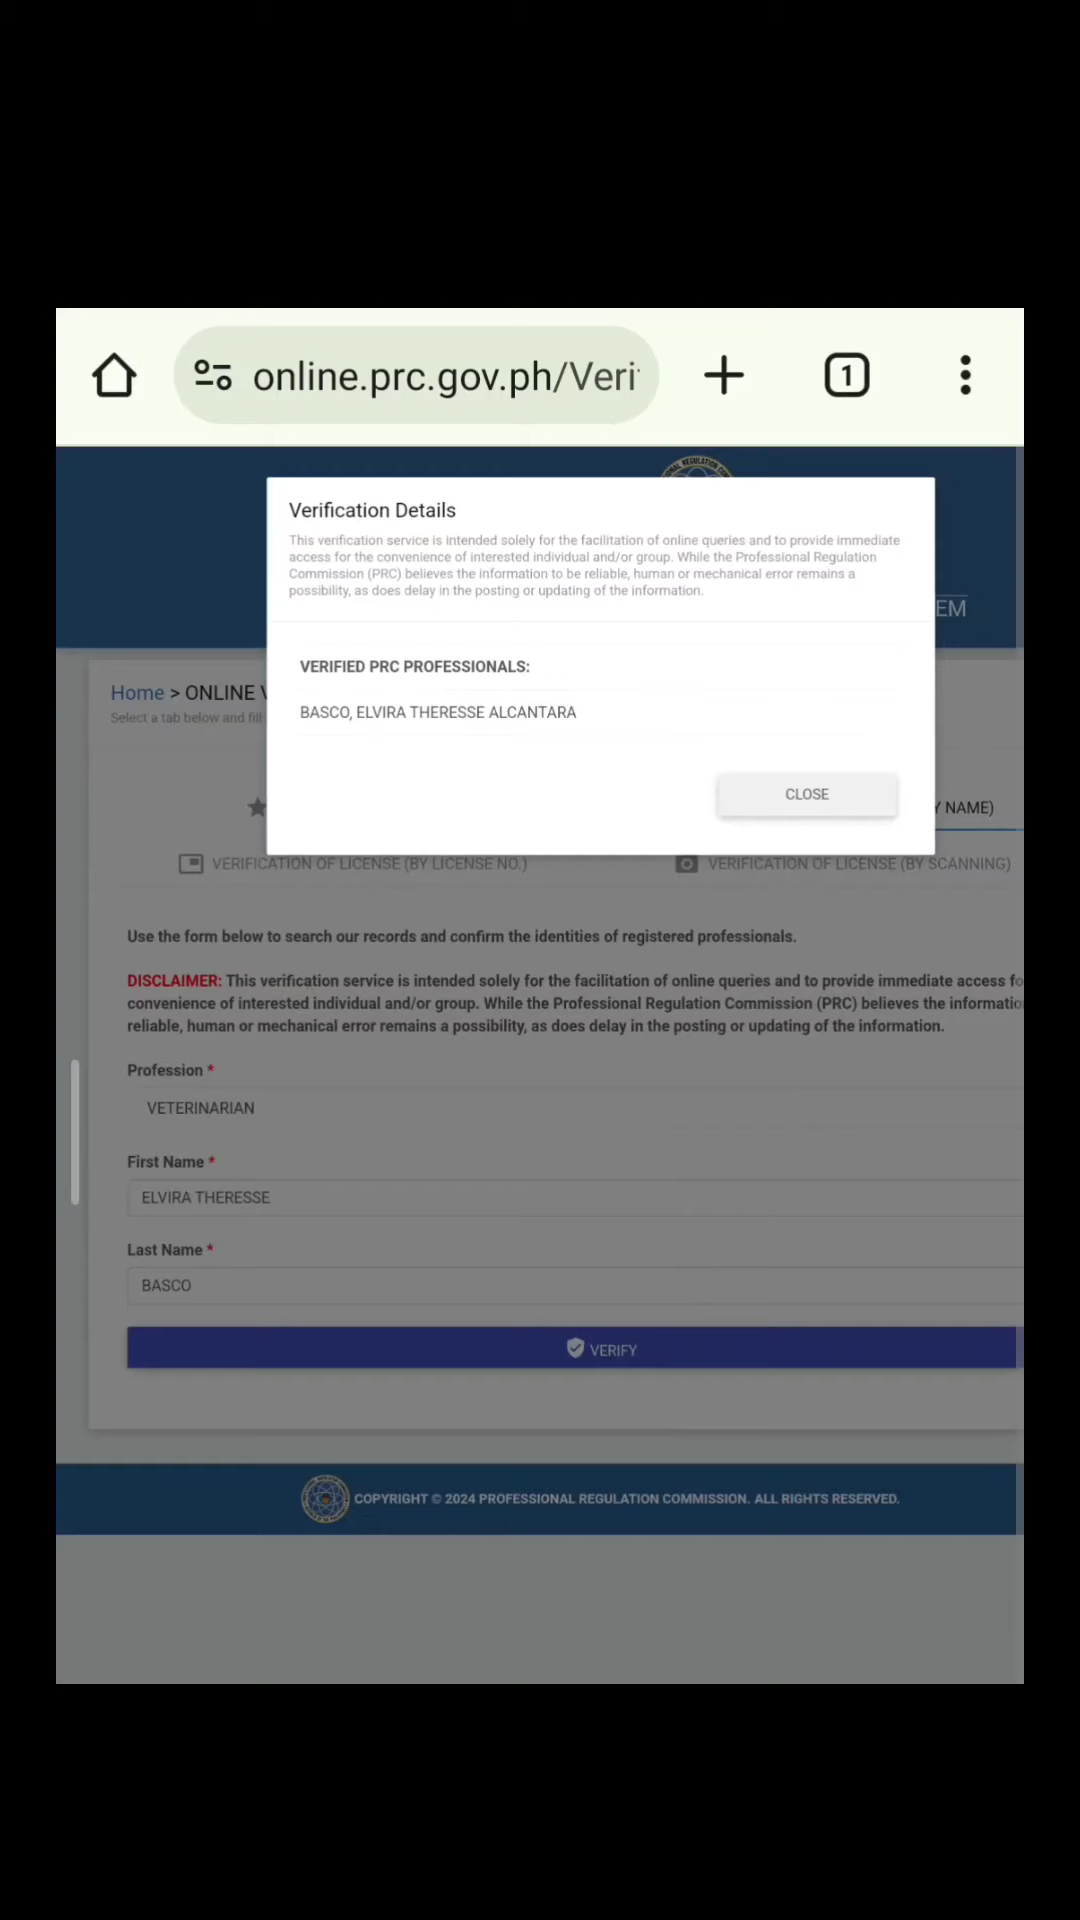 online.prc.gov.ph/Veri
1
Verification Details
This verification service is intended solely for the facilitation of online queries and to provide immediate
access for the convenience of interested individual and/or group. While the Professional Regulation
Commission (PRC) believes the information to be reliable, human or mechanical error remains a
possibility, as does delay in the posting or updating of the information.
EM
VERIFIED PRC PROFESSIONALS:
Home > ONLINE V
Select a tab below and fill
BASCO, ELVIRA THERESSE ALCANTARA
CLOSE
Y NAME)
VERIFICATION OF LICENSE (BY LICENSE NO.)
VERIFICATION OF LICENSE (BY SCANNING)
Use the form below to search our records and confirm the identities of registered professionals.
DISCLAIMER: This verification service is intended solely for the facilitation of online queries and to provide immediate access fo
convenience of interested individual and/or group. While the Professional Regulation Commission (PRC) believes the informatio
reliable, human or mechanical error remains a possibility, as does delay in the posting or updating of the information.
Profession *
VETERINARIAN
First Name *
ELVIRA THERESSE
Last Name *
BASCO
VERIFY
COPYRIGHT © 2024 PROFESSIONAL REGULATION COMMISSION. ALL RIGHTS RESERVED.